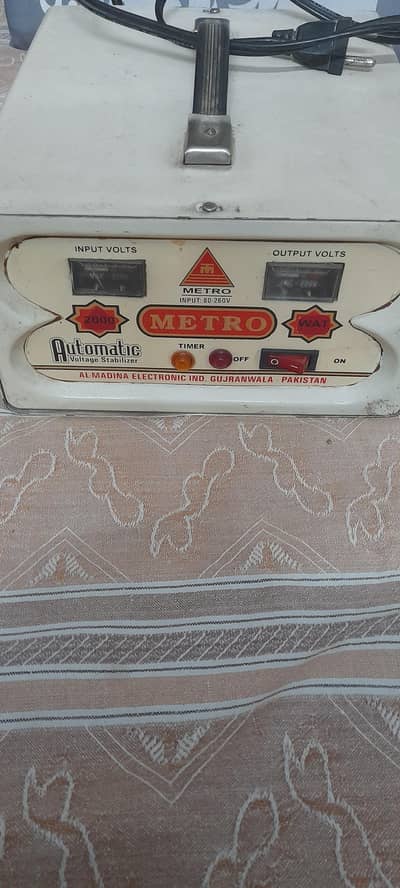 INPUT VOLTS
OUTPUT VOLTS
METRO
INPUT: 80-260V
2000
METRO
WAT
Automatic
Voltage Stabilizer
TIMER
OFF
ON
AL-MADINA ELECTRONIC IND. GUJRANWALA PAKISTAN